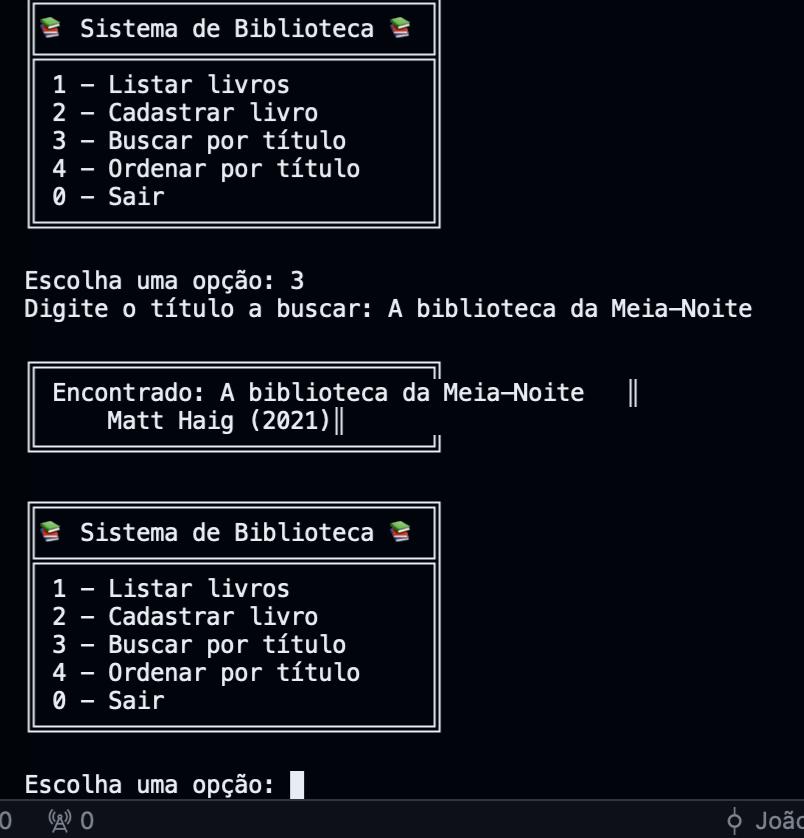 📚 Sistema de Biblioteca 📚
1 - Listar livros
2 - Cadastrar livro
3 - Buscar por título
4 - Ordenar por título
0 - Sair
Escolha uma opção: 3
Digite o título a buscar: A biblioteca da Meia-Noite
Encontrado: A biblioteca da Meia-Noite
Matt Haig (2021)
📚 Sistema de Biblioteca 📚
1 - Listar livros
2 - Cadastrar livro
3 - Buscar por título
4 - Ordenar por título
0 - Sair
Escolha uma opção:
0 0 João